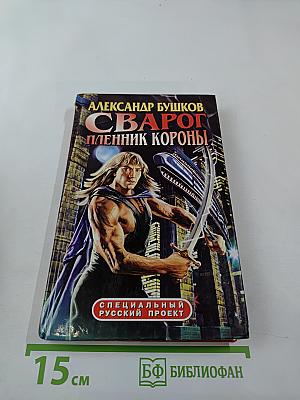 АЛЕКСАНДР БУШКОВ
СВАРОГ
ПЛЕННИК КОРОНЫ
СПЕЦИАЛЬНЫЙ
РУССКИЙ ПРОЕКТ
15 см
БФ БИБЛИОФАН